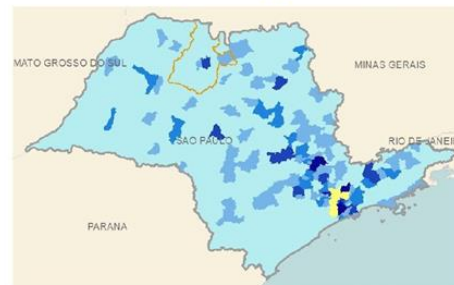 MATO GROSSO DO SUL
MINAS GERAIS
SAO PAULO
RIO DE JANEI
PARANA